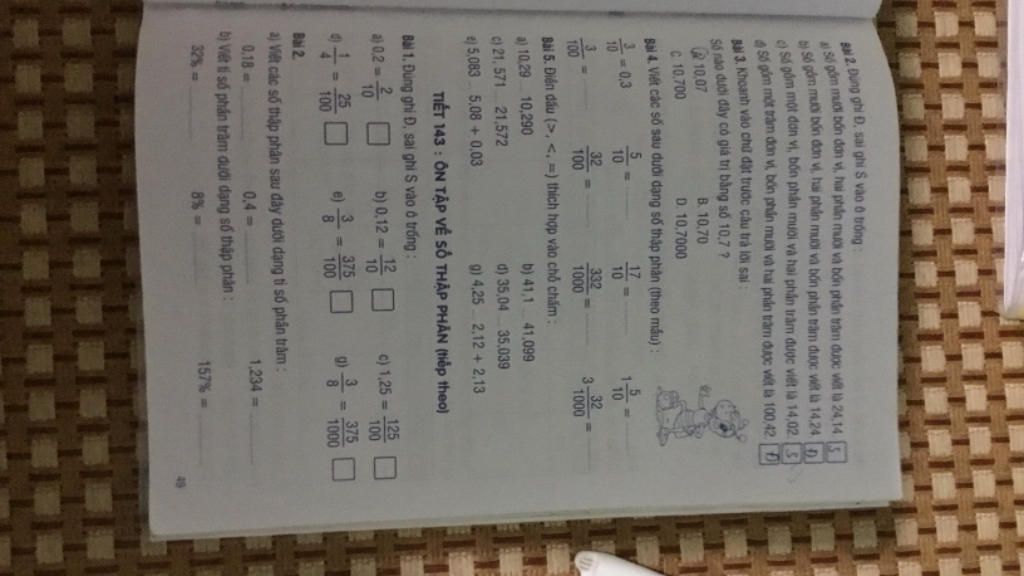 Bài 2. Đúng ghi Đ, sai ghi S vào ô trống :
a) Số gồm mười bốn đơn vị, hai phần mười và bốn phần trăm được viết là 24,14 S
b) Số gồm mười bốn đơn vị, hai phần mười và bốn phần trăm được viết là 14,24 Đ
c) Số gồm một đơn vị, bốn phần mười và hai phần trăm được viết là 14,02 S
d) Số gồm một trăm đơn vị, bốn phần mười và hai phần trăm được viết là 100,42 Đ
Bài 3. Khoanh vào chữ đặt trước câu trả lời sai :
Số nào dưới đây có giá trị bằng số 10,7 ?
A. 10,07 B. 10,70
C. 10,700 D. 10,7000
Bài 4. Viết các số sau dưới dạng số thập phân (theo mẫu) :
3/10 = 0,3 5/10 = ...... 17/10 = ...... 1 5/10 = ......
3/100 = ...... 32/100 = ...... 332/1000 = ...... 3 32/1000 = ......
Bài 5. Điền dấu (>, <, =) thích hợp vào chỗ chấm :
a) 10,29 ... 10,290 b) 41,1 ... 41,099
c) 21,571 ... 21,572 d) 35,04 ... 35,039
e) 5,083 ... 5,08 + 0,03 g) 4,25 ... 2,12 + 2,13
TIẾT 143 : ÔN TẬP VỀ SỐ THẬP PHÂN (tiếp theo)
Bài 1. Đúng ghi Đ, sai ghi S vào ô trống :
a) 0,2 = 2/10 b) 0,12 = 12/10 c) 1,25 = 125/100
d) 1/4 = 25/100 e) 3/8 = 375/100 g) 3/8 = 375/1000
Bài 2.
a) Viết các số thập phân sau đây dưới dạng tỉ số phần trăm :
0,18 = ...... 0,4 = ...... 1,234 = ......
b) Viết tỉ số phần trăm dưới dạng số thập phân :
32% = ...... 8% = ...... 157% = ......
49